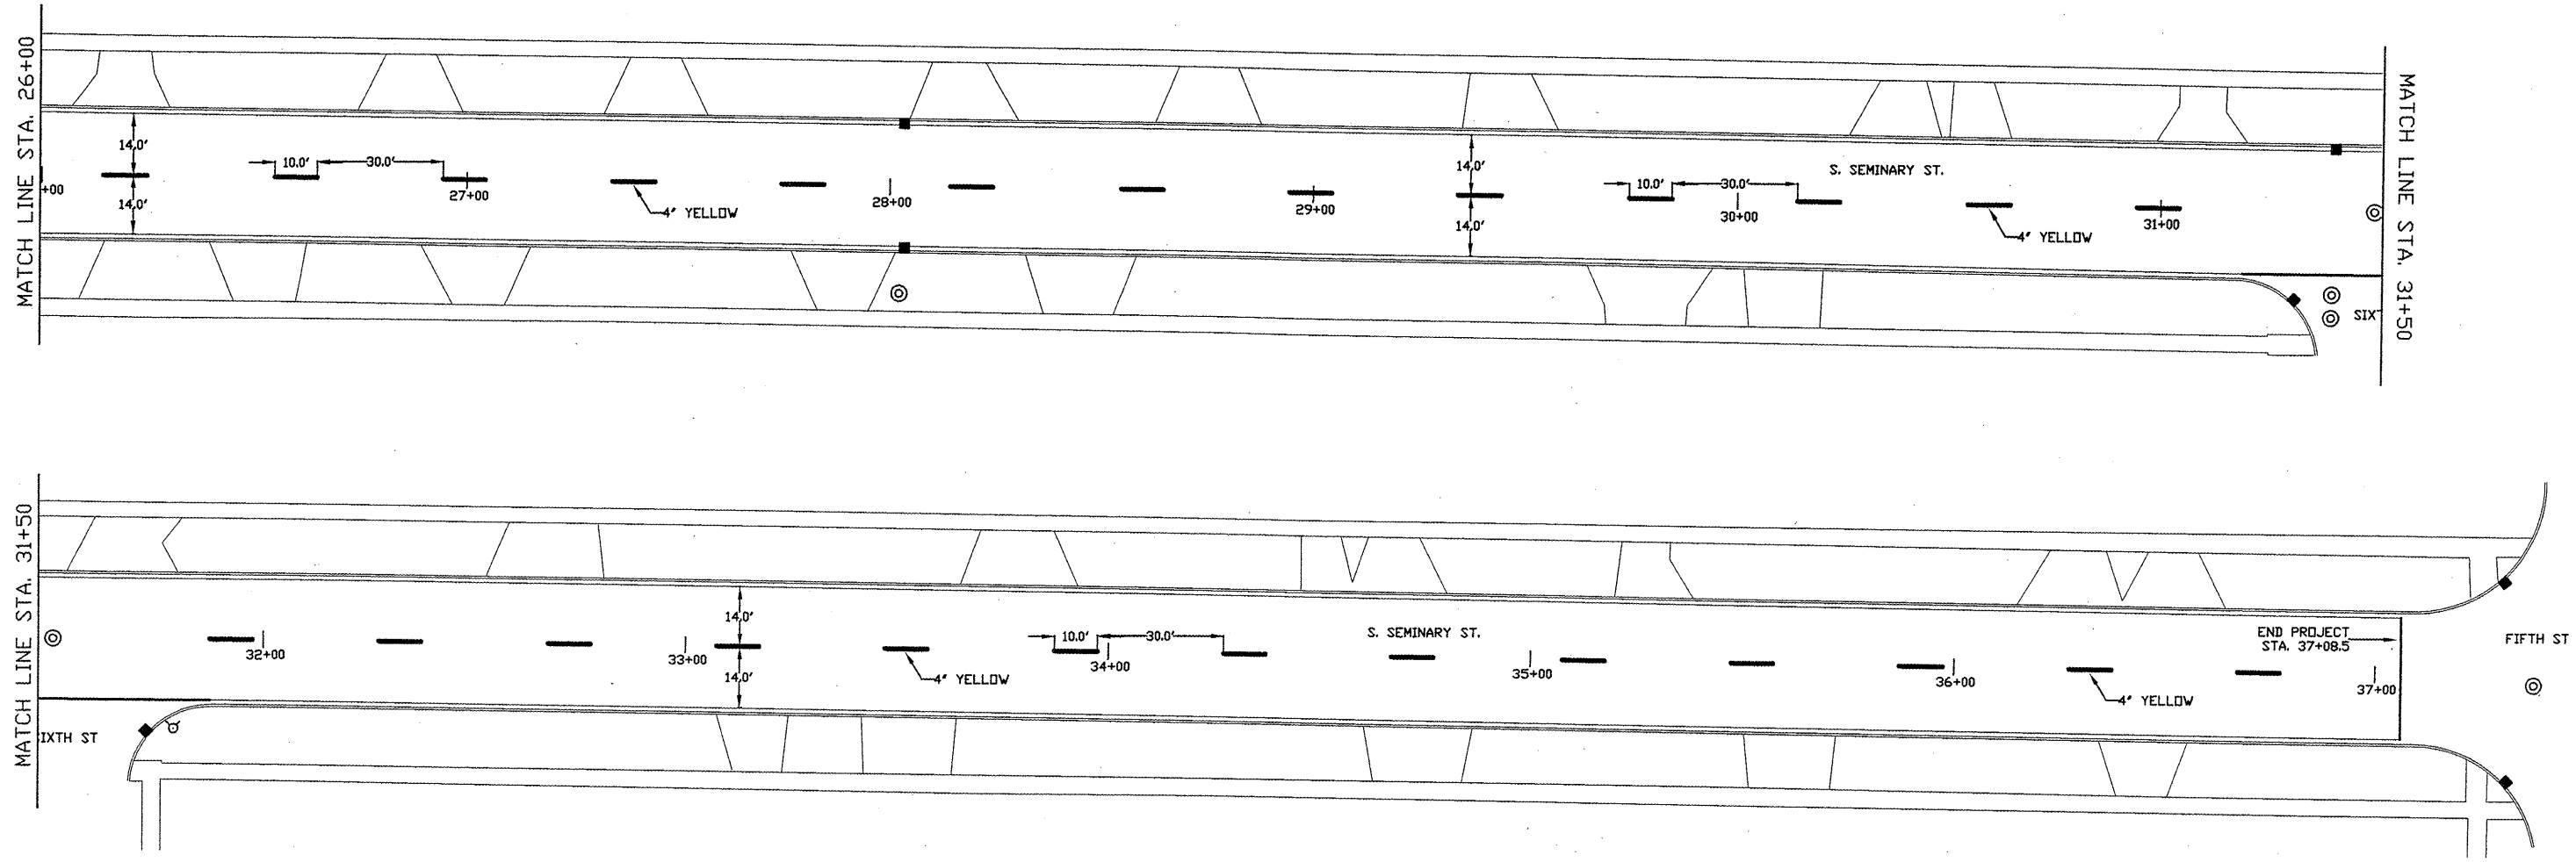 MATCH LINE STA. 26+00
14.0'
14.0'
+00
10.0'
30.0'
27+00
4" YELLOW
28+00
29+00
14.0'
14.0'
10.0'
30.0'
S. SEMINARY ST.
30+00
4" YELLOW
31+00
SIX
MATCH LINE STA. 31+50
MATCH LINE STA. 31+50
IXTH ST
32+00
33+00
14.0'
14.0'
4" YELLOW
10.0'
30.0'
34+00
S. SEMINARY ST.
35+00
36+00
4" YELLOW
END PROJECT
STA. 37+08.5
37+00
FIFTH ST